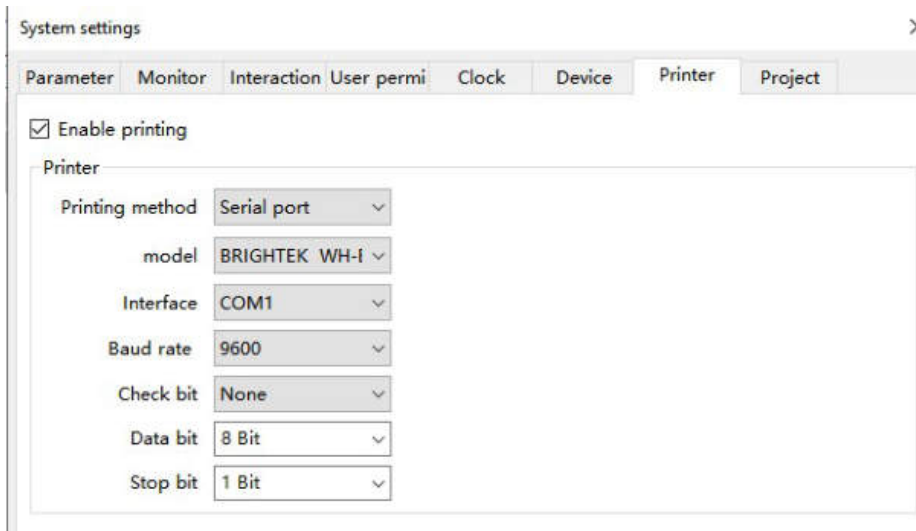 System settings
Parameter Monitor Interaction User permi Clock Device Printer Project
Enable printing
Printer
Printing method Serial port
model BRIGHTEK WH-E
Interface COM1
Baud rate 9600
Check bit None
Data bit 8 Bit
Stop bit 1 Bit